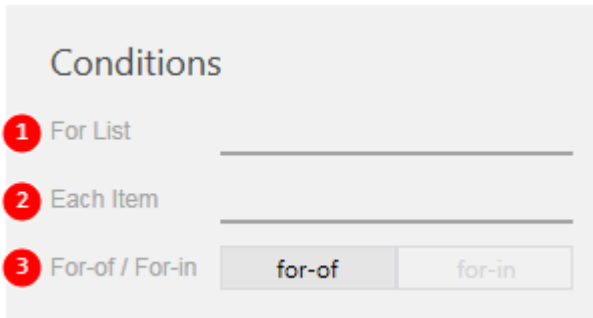 Conditions
1 For List
2 Each Item
3 For-of / For-in for-of for-in